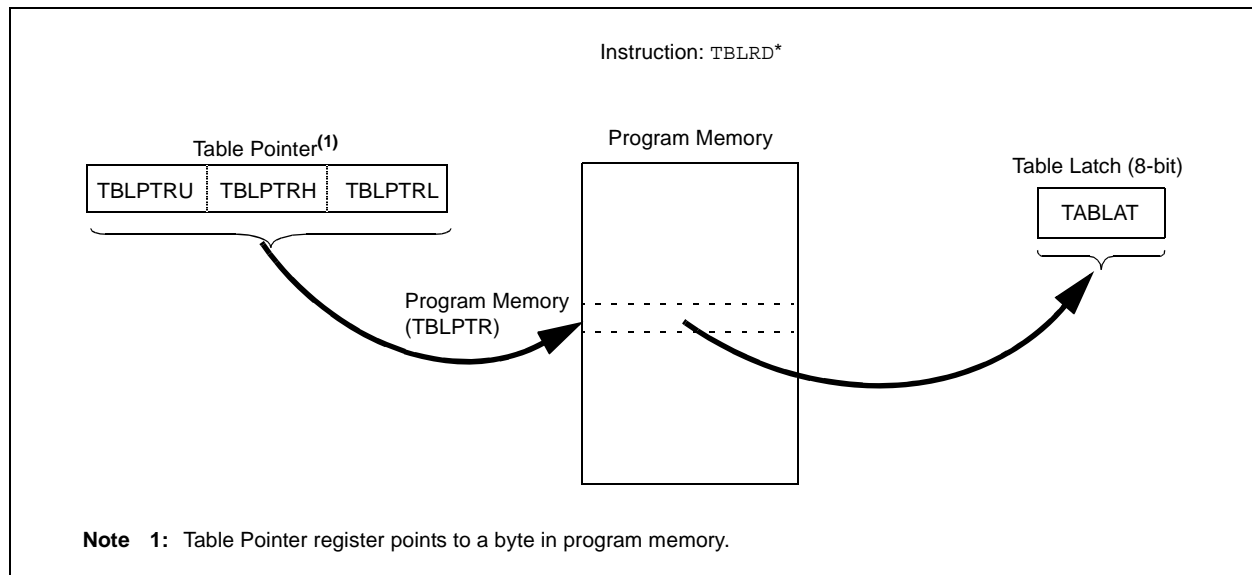 Instruction: TBLRD*
Table Pointer(1)
TBLPTRU TBLPTRH TBLPTRL
Program Memory
Table Latch (8-bit)
TABLAT
Program Memory
(TBLPTR)
Note 1: Table Pointer register points to a byte in program memory.